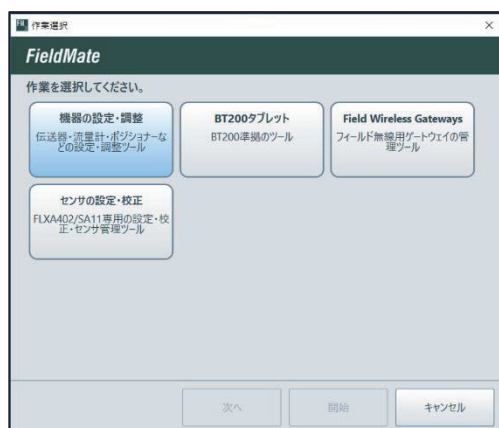 作業選択
FieldMate
作業を選択してください。
機器の設定・調整
伝送器・流量計・ポジショナーな
どの設定・調整ツール
BT200タブレット
BT200準拠のツール
Field Wireless Gateways
フィールド無線用ゲートウェイの管
理ツール
センサの設定・校正
FLXA402/SA11専用の設定・校
正・センサ管理ツール
次へ
開始
キャンセル